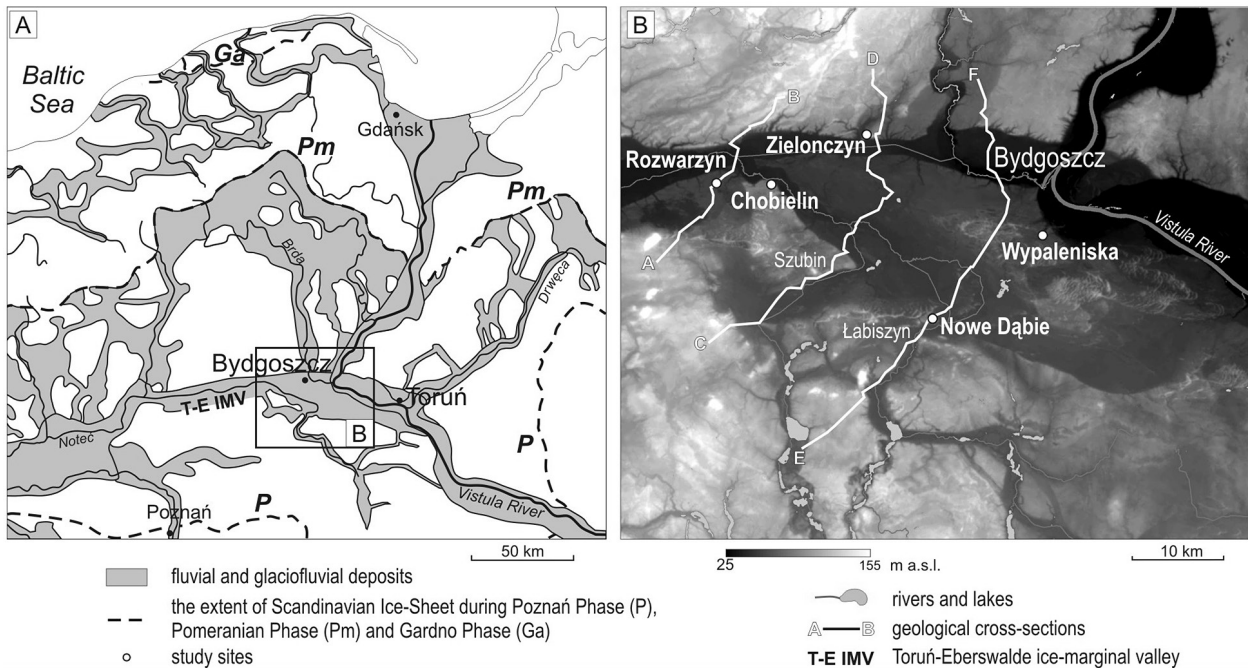 A
Ga
Baltic
Sea
Gdańsk
Pm
Pm
Brda
Drwęca
Bydgoszcz
T-E IMV
Toruń
B
Noteć
P
P
Poznań
Vistula River
50 km
B
D
F
B
Zielonczyn
Rozwarzyn
Bydgoszcz
Chobielin
Vistula River
Wypaleniska
A
Szubin
Łabiszyn
Nowe Dąbie
C
E
25
155
m a.s.l.
10 km
fluvial and glaciofluvial deposits
the extent of Scandinavian Ice-Sheet during Poznań Phase (P),
Pomeranian Phase (Pm) and Gardno Phase (Ga)
study sites
rivers and lakes
A B geological cross-sections
T-E IMV Toruń-Eberswalde ice-marginal valley